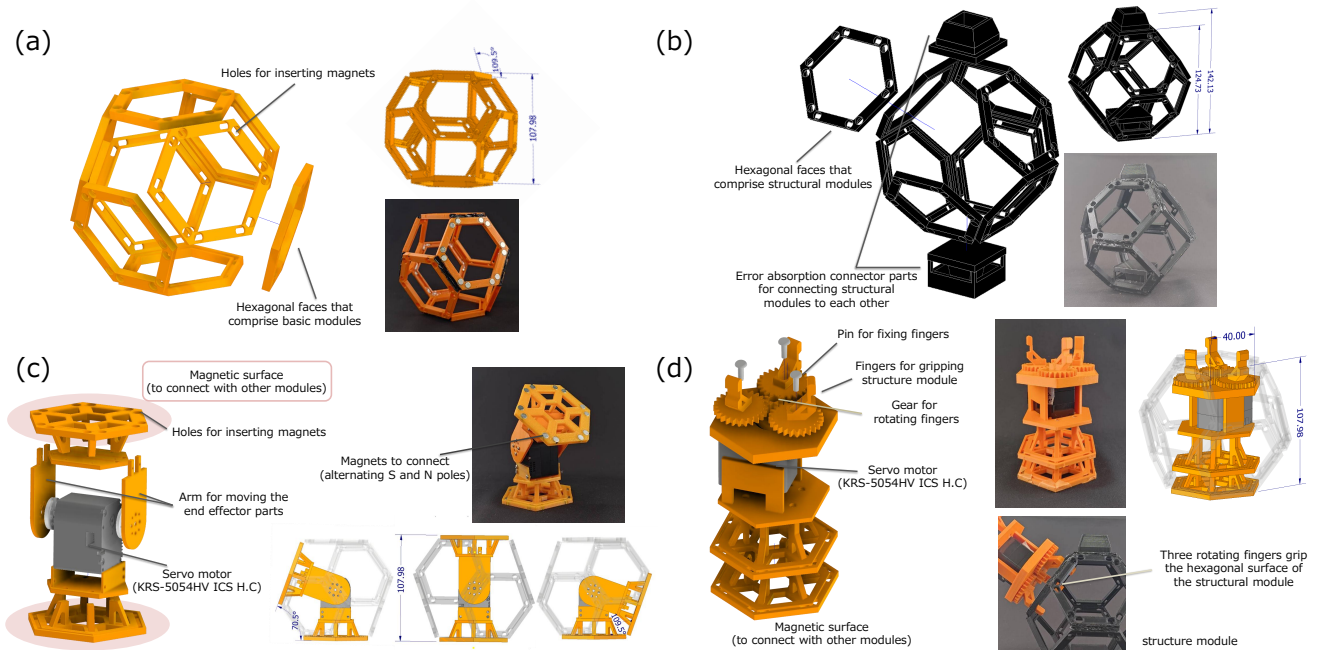 (a)
Holes for inserting magnets
109.5°
107.98
Hexagonal faces that
comprise basic modules
(b)
124.73
142.13
Hexagonal faces that
comprise structural modules
Error absorption connector parts
for connecting structural
modules to each other
(c)
Magnetic surface
(to connect with other modules)
Holes for inserting magnets
Magnets to connect
(alternating S and N poles)
Arm for moving the
end effector parts
Servo motor
(KRS-5054HV ICS H.C)
70.5°
107.98
109.5°
(d)
Pin for fixing fingers
Fingers for gripping
structure module
Gear for
rotating fingers
Servo motor
(KRS-5054HV ICS H.C)
Magnetic surface
(to connect with other modules)
40.00
107.98
Three rotating fingers grip
the hexagonal surface of
the structural module
structure module